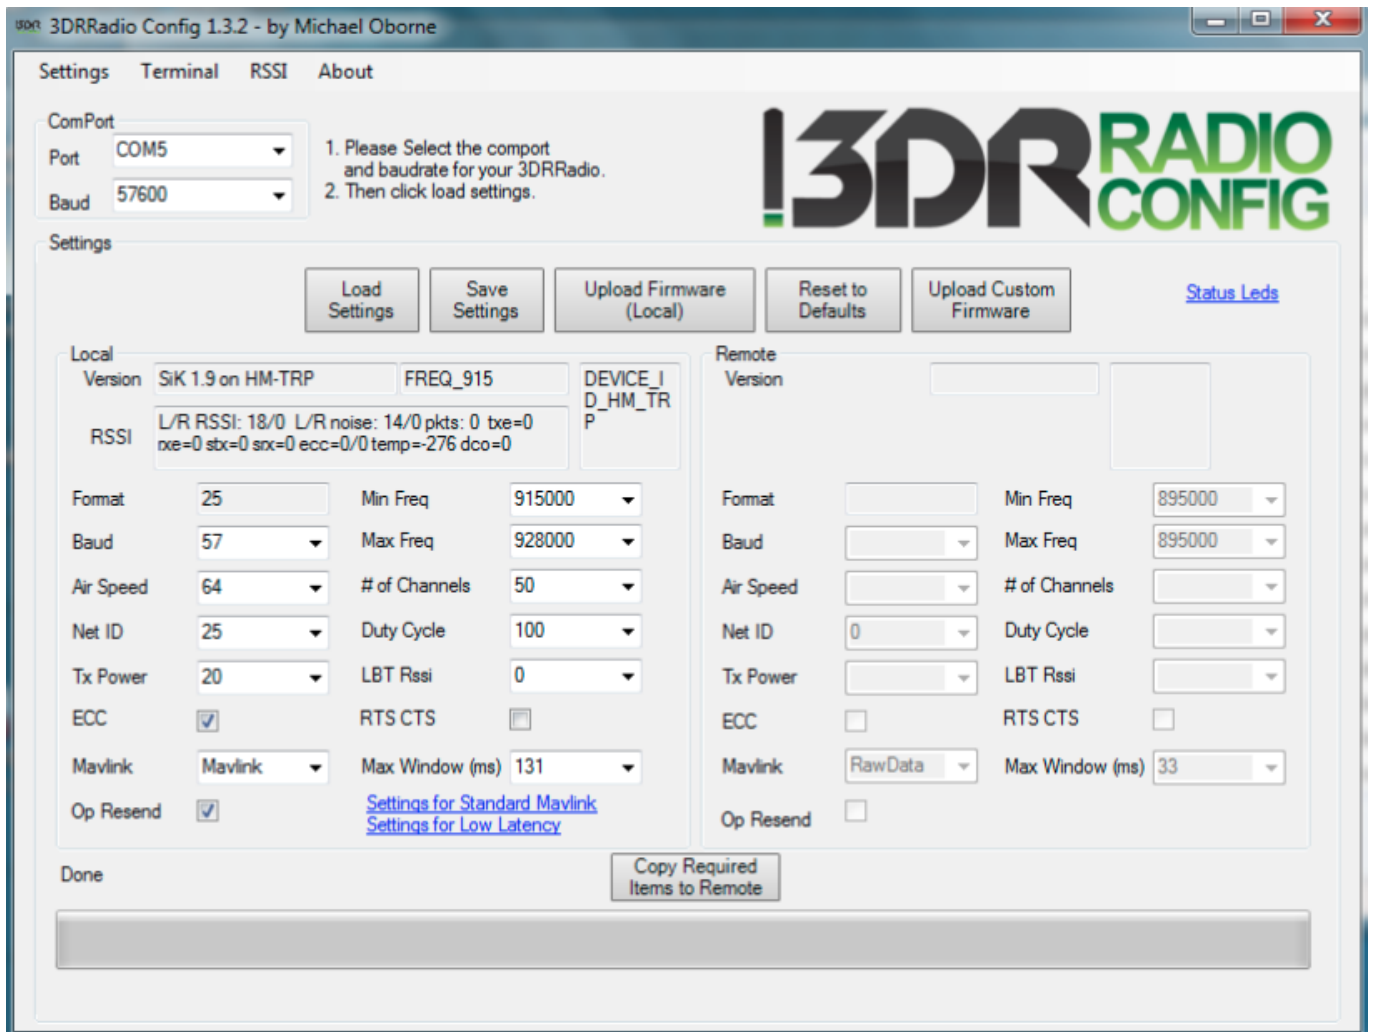 3DRRadio Config 1.3.2 - by Michael Oborne
Settings Terminal RSSI About
ComPort
Port COM5
Baud 57600
1. Please Select the comport
and baudrate for your 3DRRadio.
2. Then click load settings.
3DR RADIO
CONFIG
Settings
Load
Settings
Save
Settings
Upload Firmware
(Local)
Reset to
Defaults
Upload Custom
Firmware
Status Leds
Local
Version SiK 1.9 on HM-TRP FREQ_915
DEVICE_I
D_HM_TR
P
RSSI
L/R RSSI: 18/0 L/R noise: 14/0 pkts: 0 txe=0
rxe=0 stx=0 srx=0 ecc=0/0 temp=-276 dco=0
Format 25 Min Freq 915000
Baud 57 Max Freq 928000
Air Speed 64 # of Channels 50
Net ID 25 Duty Cycle 100
Tx Power 20 LBT Rssi 0
ECC RTS CTS
Mavlink Mavlink Max Window (ms) 131
Op Resend
Settings for Standard Mavlink
Settings for Low Latency
Remote
Version
Format Min Freq 895000
Baud Max Freq 895000
Air Speed # of Channels
Net ID 0 Duty Cycle
Tx Power LBT Rssi
ECC RTS CTS
Mavlink RawData Max Window (ms) 33
Op Resend
Done
Copy Required
Items to Remote